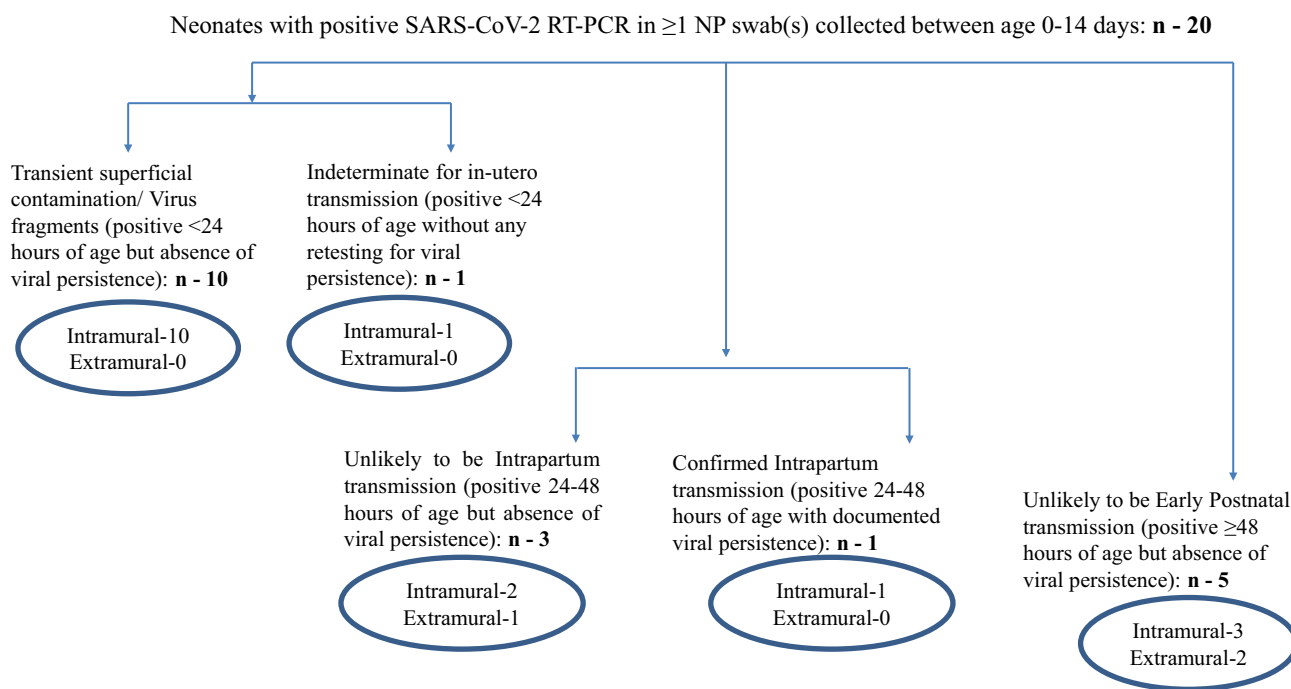 Neonates with positive SARS-CoV-2 RT-PCR in ≥1 NP swab(s) collected between age 0-14 days: n - 20
Transient superficial
contamination/ Virus
fragments (positive <24
hours of age but absence of
viral persistence): n - 10
Intramural-10
Extramural-0
Indeterminate for in-utero
transmission (positive <24
hours of age without any
retesting for viral
persistence): n - 1
Intramural-1
Extramural-0
Unlikely to be Intrapartum
transmission (positive 24-48
hours of age but absence of
viral persistence): n - 3
Intramural-2
Extramural-1
Confirmed Intrapartum
transmission (positive 24-48
hours of age with documented
viral persistence): n - 1
Intramural-1
Extramural-0
Unlikely to be Early Postnatal
transmission (positive ≥48
hours of age but absence of
viral persistence): n - 5
Intramural-3
Extramural-2